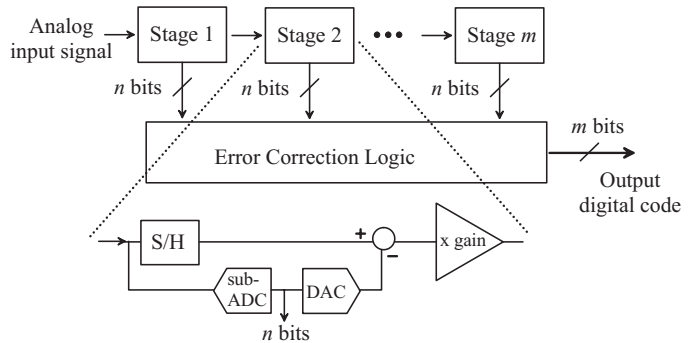 Analog
input signal
Stage 1
Stage 2
•••
Stage m
n bits
n bits
n bits
Error Correction Logic
m bits
Output
digital code
S/H
+
−
x gain
sub-
ADC
DAC
n bits